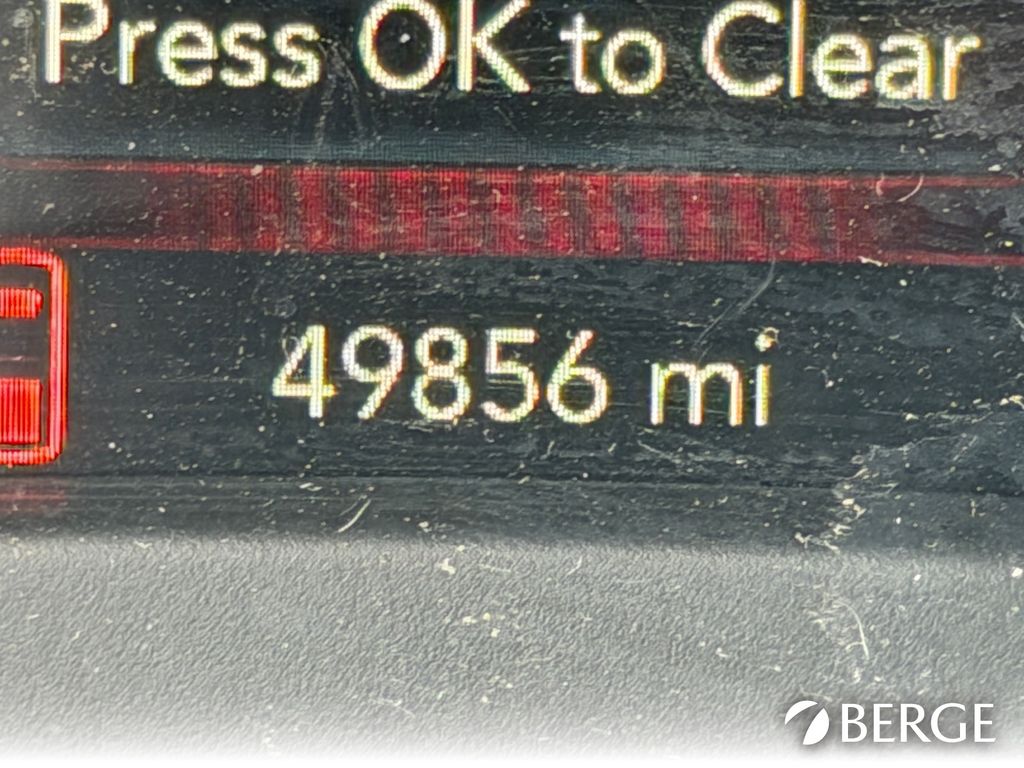 Press OK to Clear
49856 mi
BERGE